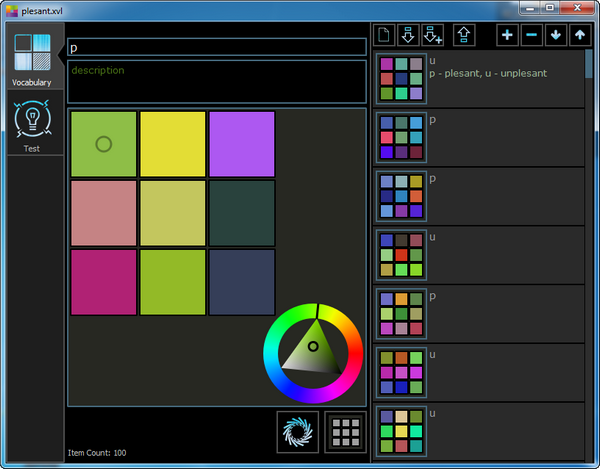 plesant.xvl
p
description
Vocabulary
Test
Item Count: 100
u
p - plesant, u - unplesant
p
p
u
p
u
u